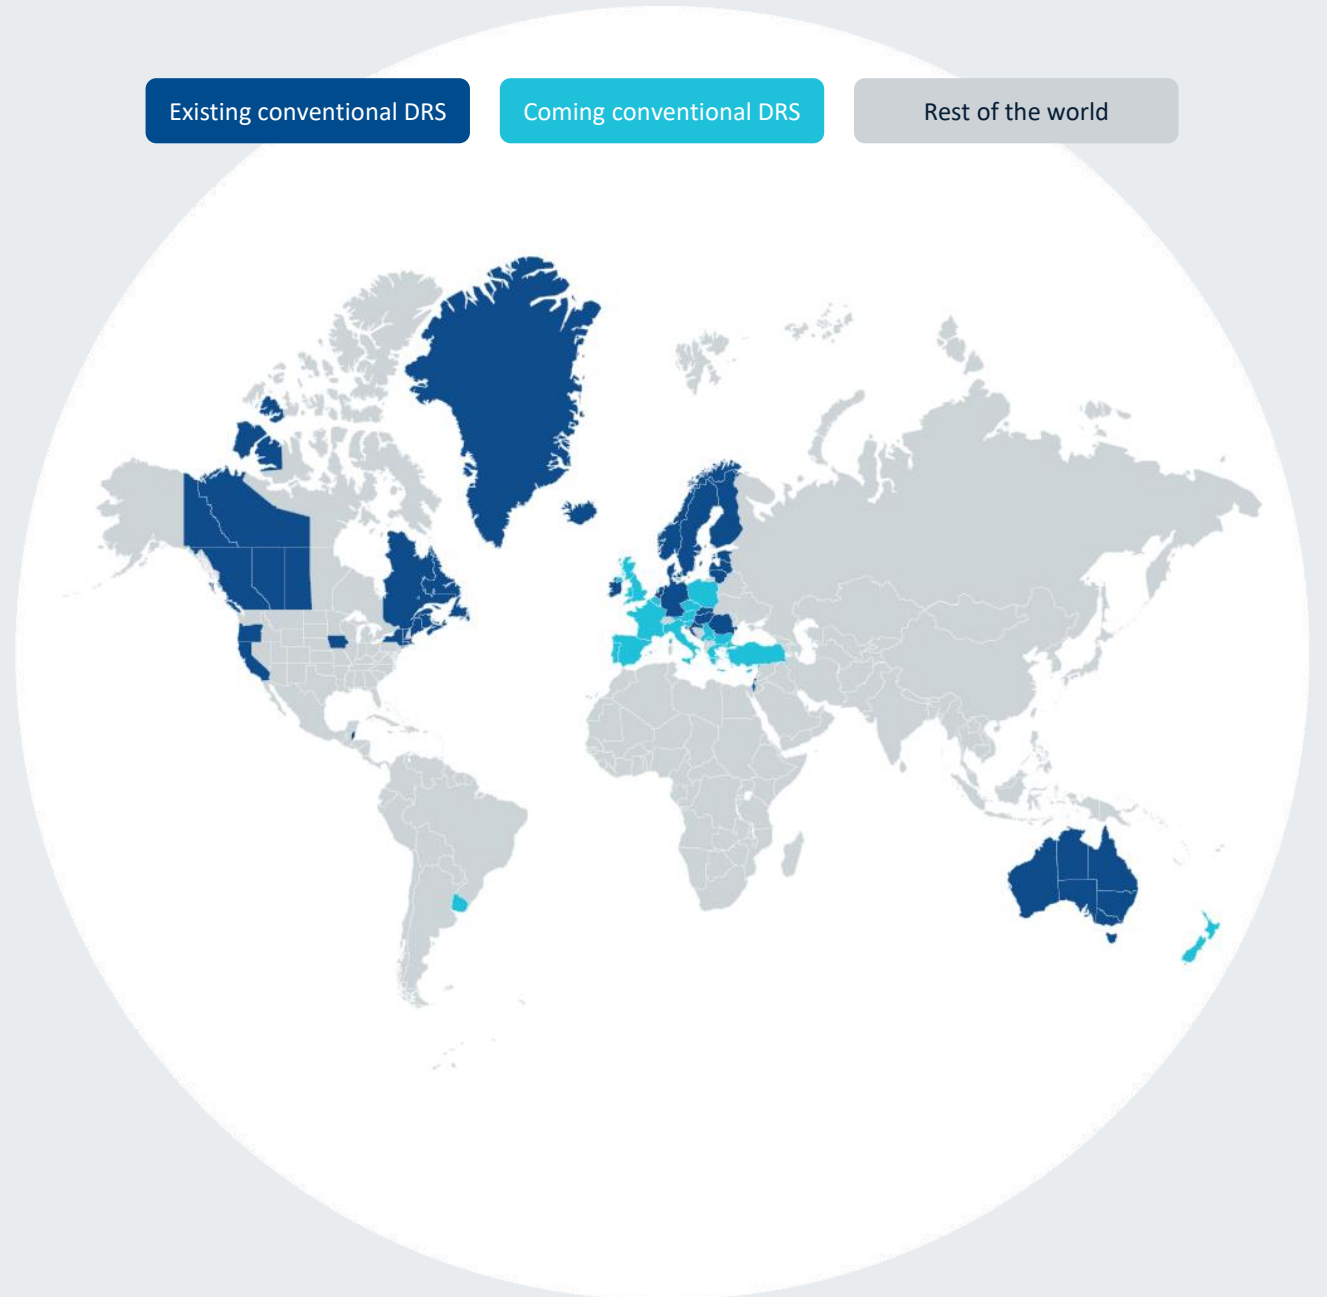 Existing conventional DRS
Coming conventional DRS
Rest of the world